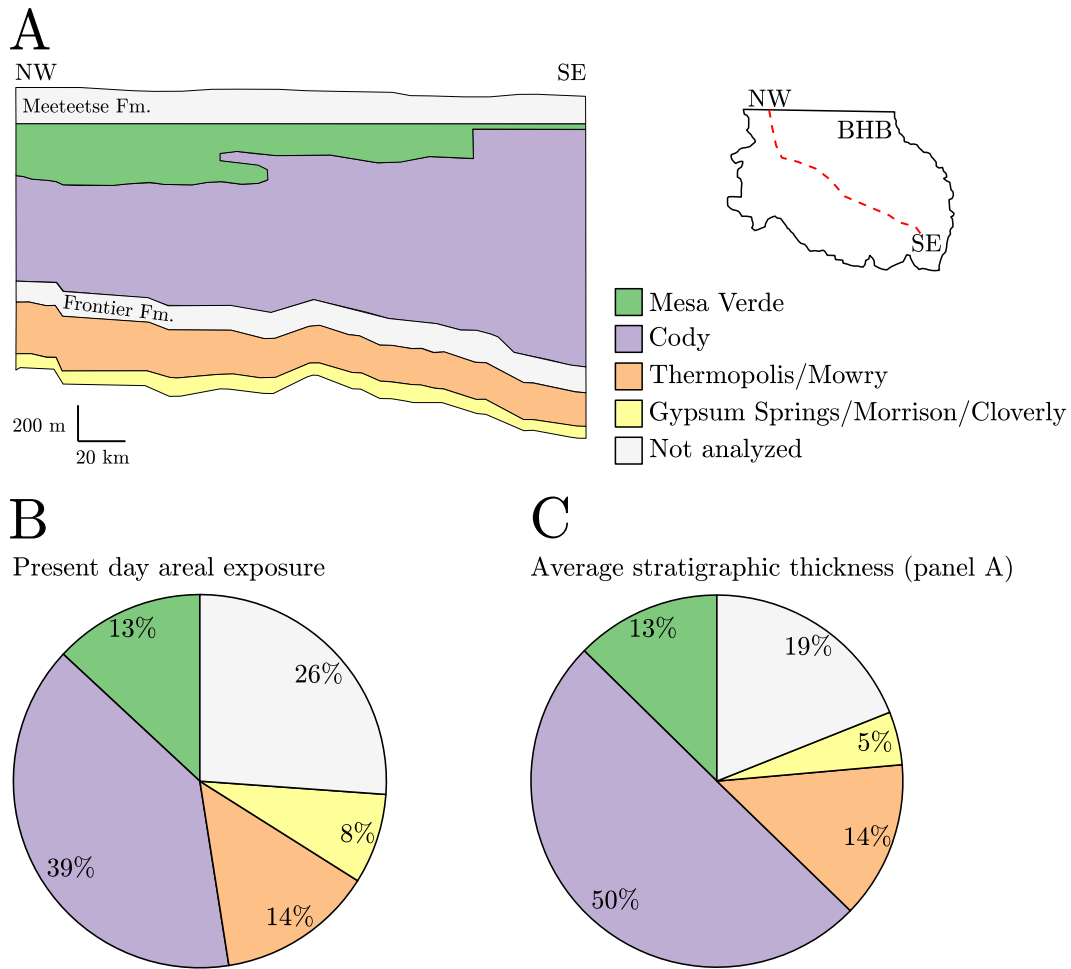 A
NW
SE
Meeteetse Fm.
Frontier Fm.
200 m
20 km
NW
BHB
SE
Mesa Verde
Cody
Thermopolis/Mowry
Gypsum Springs/Morrison/Cloverly
Not analyzed
B
Present day areal exposure
13%
26%
8%
39%
14%
C
Average stratigraphic thickness (panel A)
13%
19%
5%
14%
50%